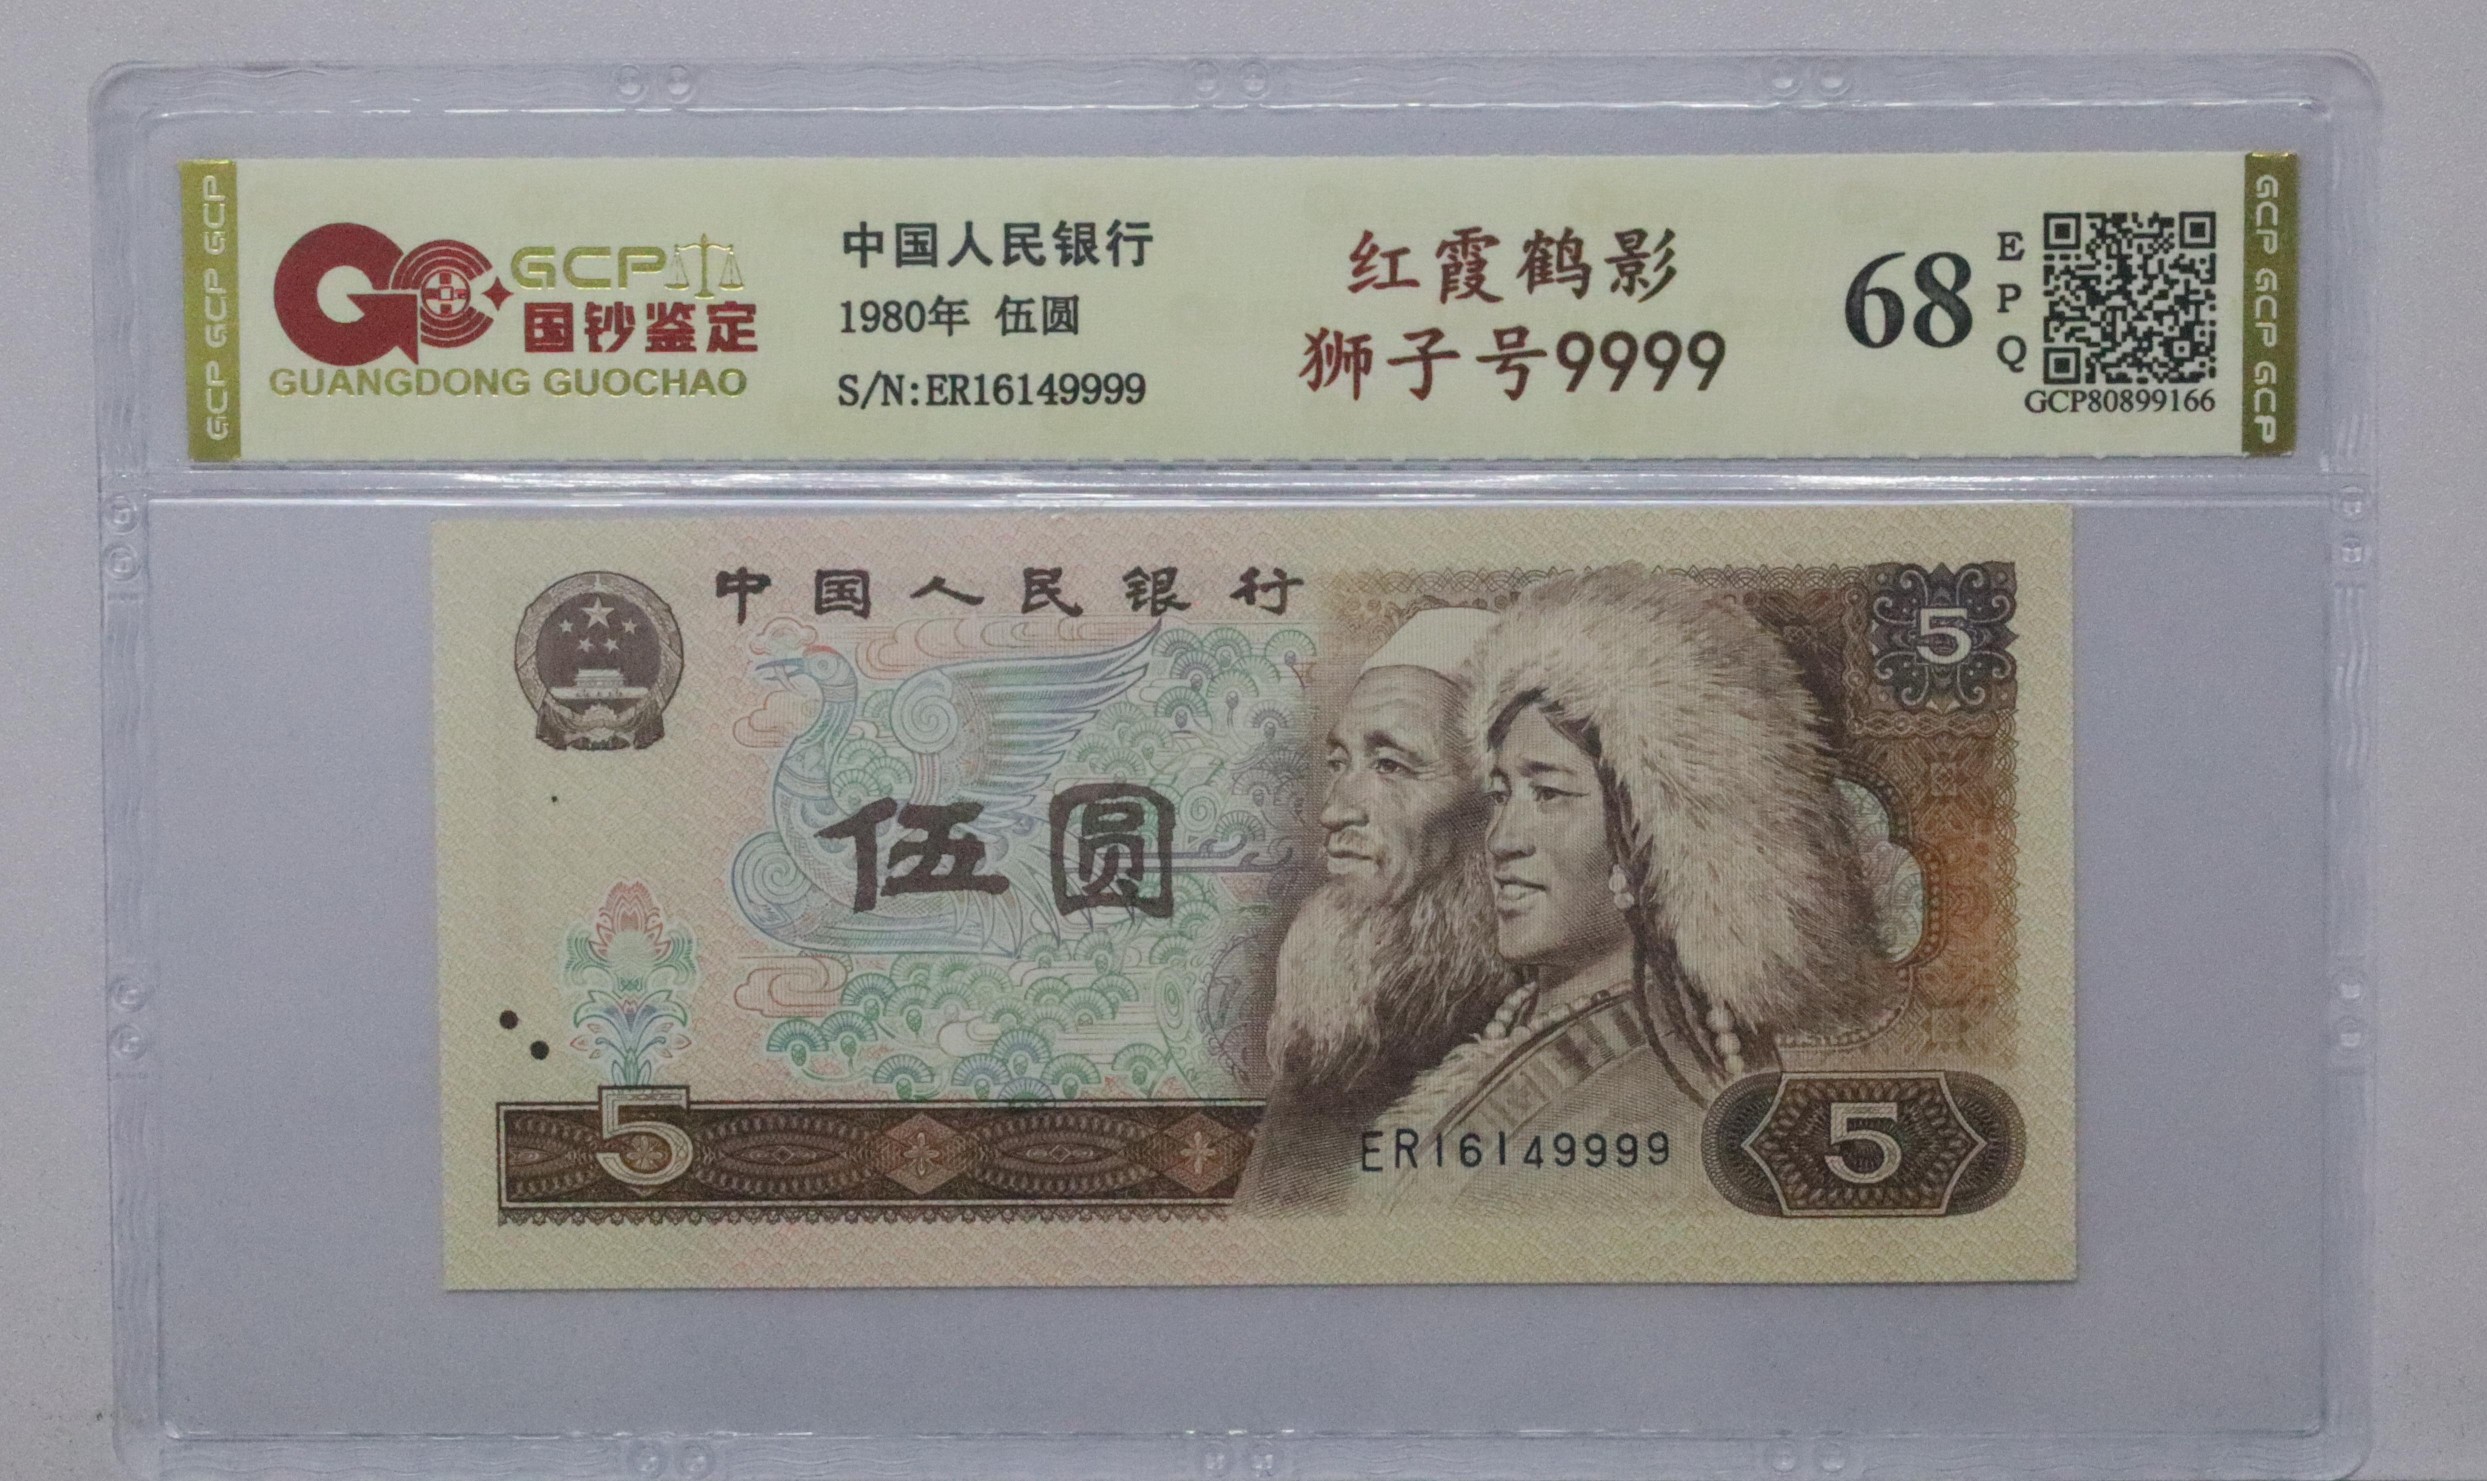 GCP GCP GCP
GCP
国钞鉴定
GUANGDONG GUOCHAO
中国人民银行
1980年 伍圆
S/N:ER16149999
红霞鹤影
狮子号9999
68
E
P
Q
GCP80899166
GCP GCP GCP
中国人民银行
5
伍圆
5
ER16149999
5